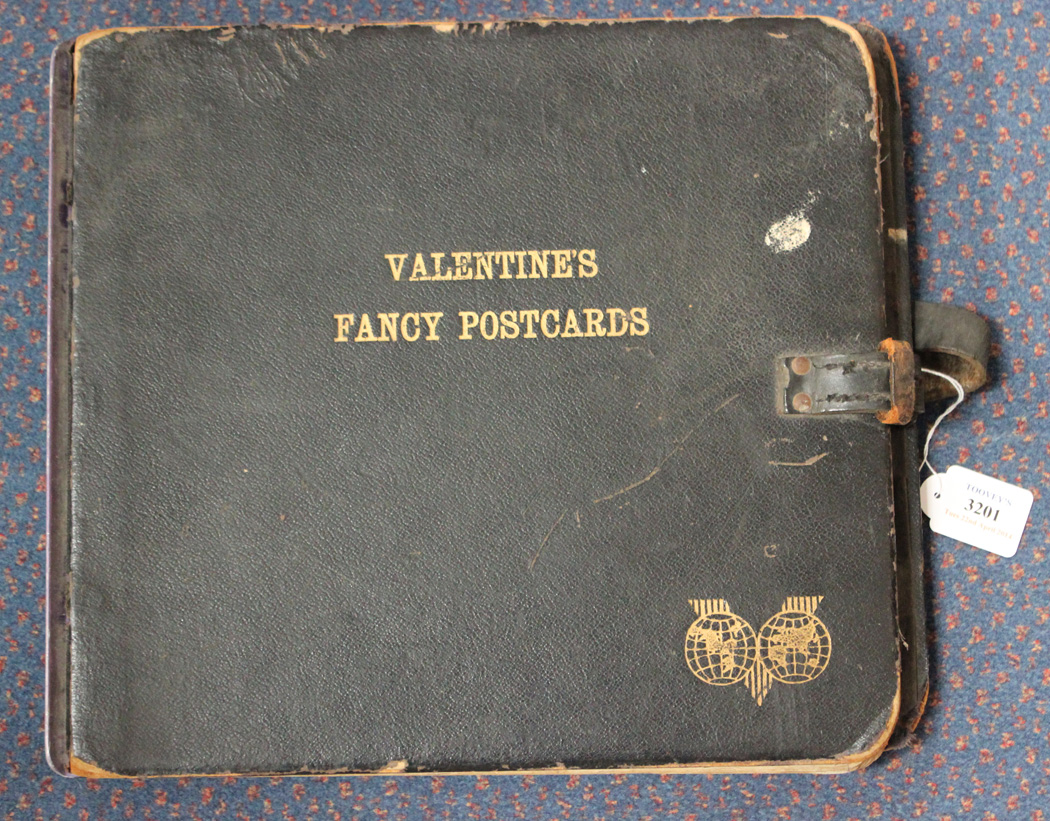 VALENTINE'S
FANCY POSTCARDS
TOOVEY'S
3201